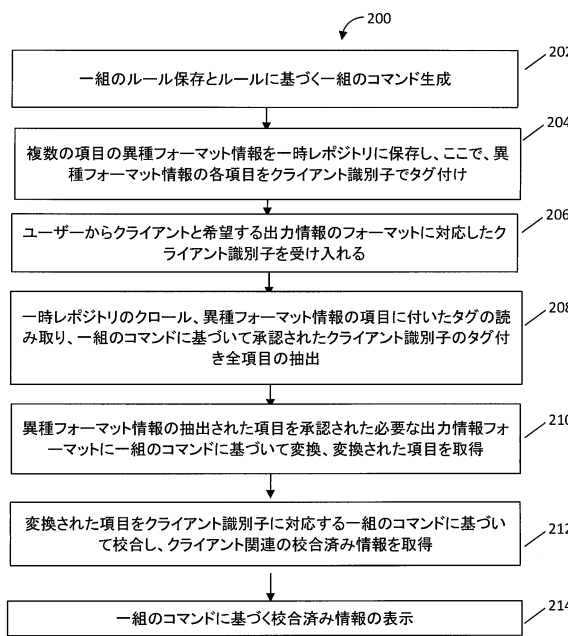 200
一組のルール保存とルールに基づく一組のコマンド生成
202
複数の項目の異種フォーマット情報を一時レポジトリに保存し、ここで、異
種フォーマット情報の各項目をクライアント識別子でタグ付け
204
ユーザーからクライアントと希望する出力情報のフォーマットに対応したク
ライアント識別子を受け入れる
206
一時レポジトリのクロール、異種フォーマット情報の項目に付いたタグの読
み取り、一組のコマンドに基づいて承認されたクライアント識別子のタグ付
き全項目の抽出
208
異種フォーマット情報の抽出された項目を承認された必要な出力情報フォー
マットに一組のコマンドに基づいて変換、変換された項目を取得
210
変換された項目をクライアント識別子に対応する一組のコマンドに基づい
て校合し、クライアント関連の校合済み情報を取得
212
一組のコマンドに基づく校合済み情報の表示
214